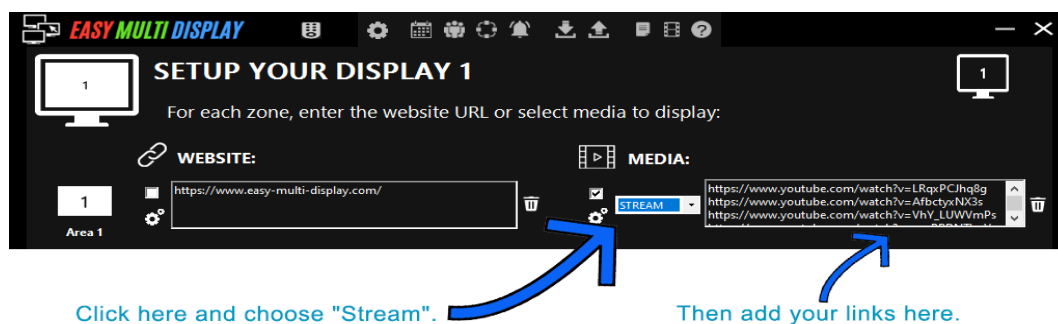 EASY MULTI DISPLAY
?
1
SETUP YOUR DISPLAY 1
1
For each zone, enter the website URL or select media to display:
WEBSITE:
MEDIA:
1
Area 1
https://www.easy-multi-display.com/
STREAM
https://www.youtube.com/watch?v=LRqxPCJhq8g
https://www.youtube.com/watch?v=AfbctyxNX3s
https://www.youtube.com/watch?v=VhY_LUWVmPs
Click here and choose "Stream".
Then add your links here.